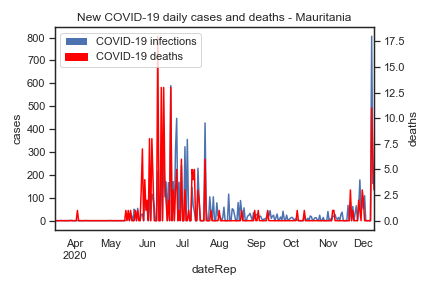 New COVID-19 daily cases and deaths - Mauritania
COVID-19 infections
COVID-19 deaths
800
700
600
500
400
300
200
100
0
cases
17.5
15.0
12.5
10.0
7.5
5.0
2.5
0.0
deaths
Apr May Jun Jul Aug Sep Oct Nov Dec
2020
dateRep